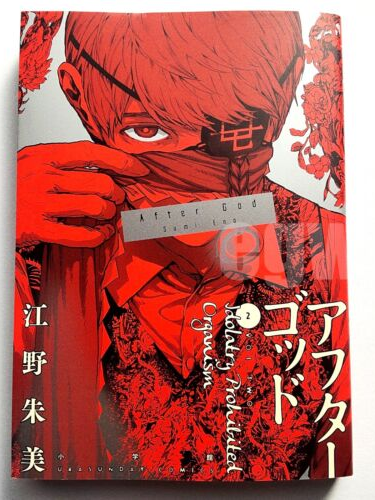 After God
Sumi Eno
アフター
ゴッド
2
Idolatry Prohibited
Organism
江野朱美
小学館
URASUNDAY COMICS